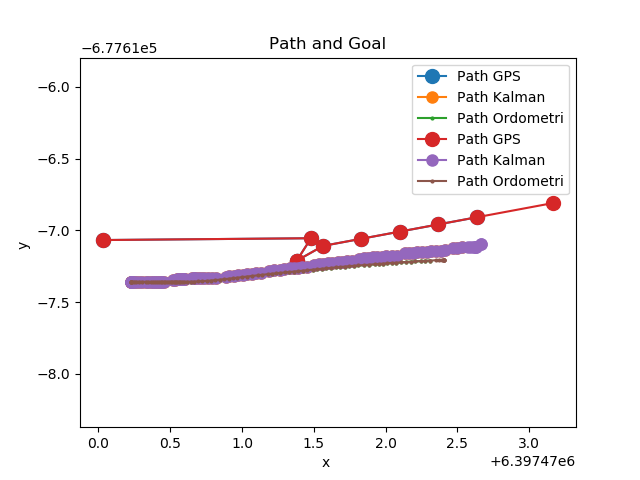 Path and Goal
−6.7761e5
Path GPS
Path Kalman
Path Ordometri
Path GPS
Path Kalman
Path Ordometri
−6.0
−6.5
−7.0
−7.5
−8.0
y
0.0 0.5 1.0 1.5 2.0 2.5 3.0
x
+6.39747e6